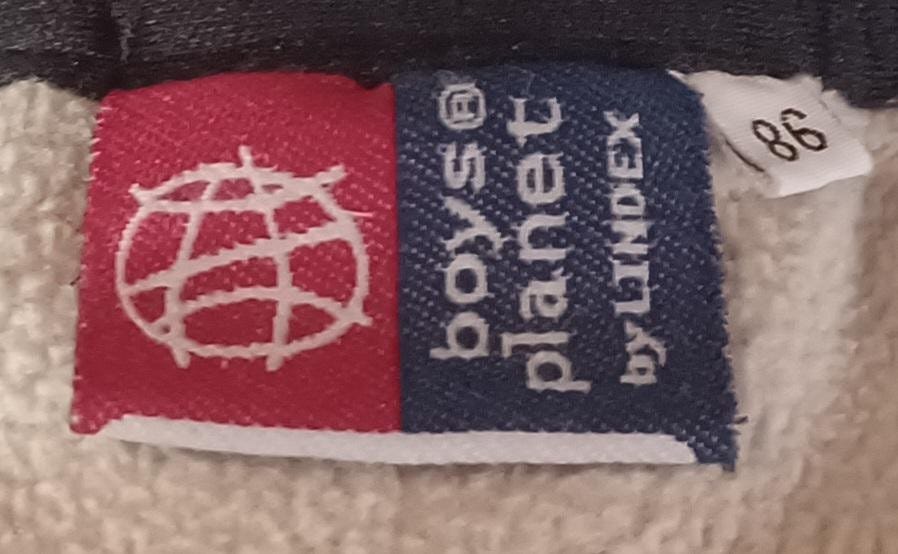 boys®
planet
by LINDEX
86